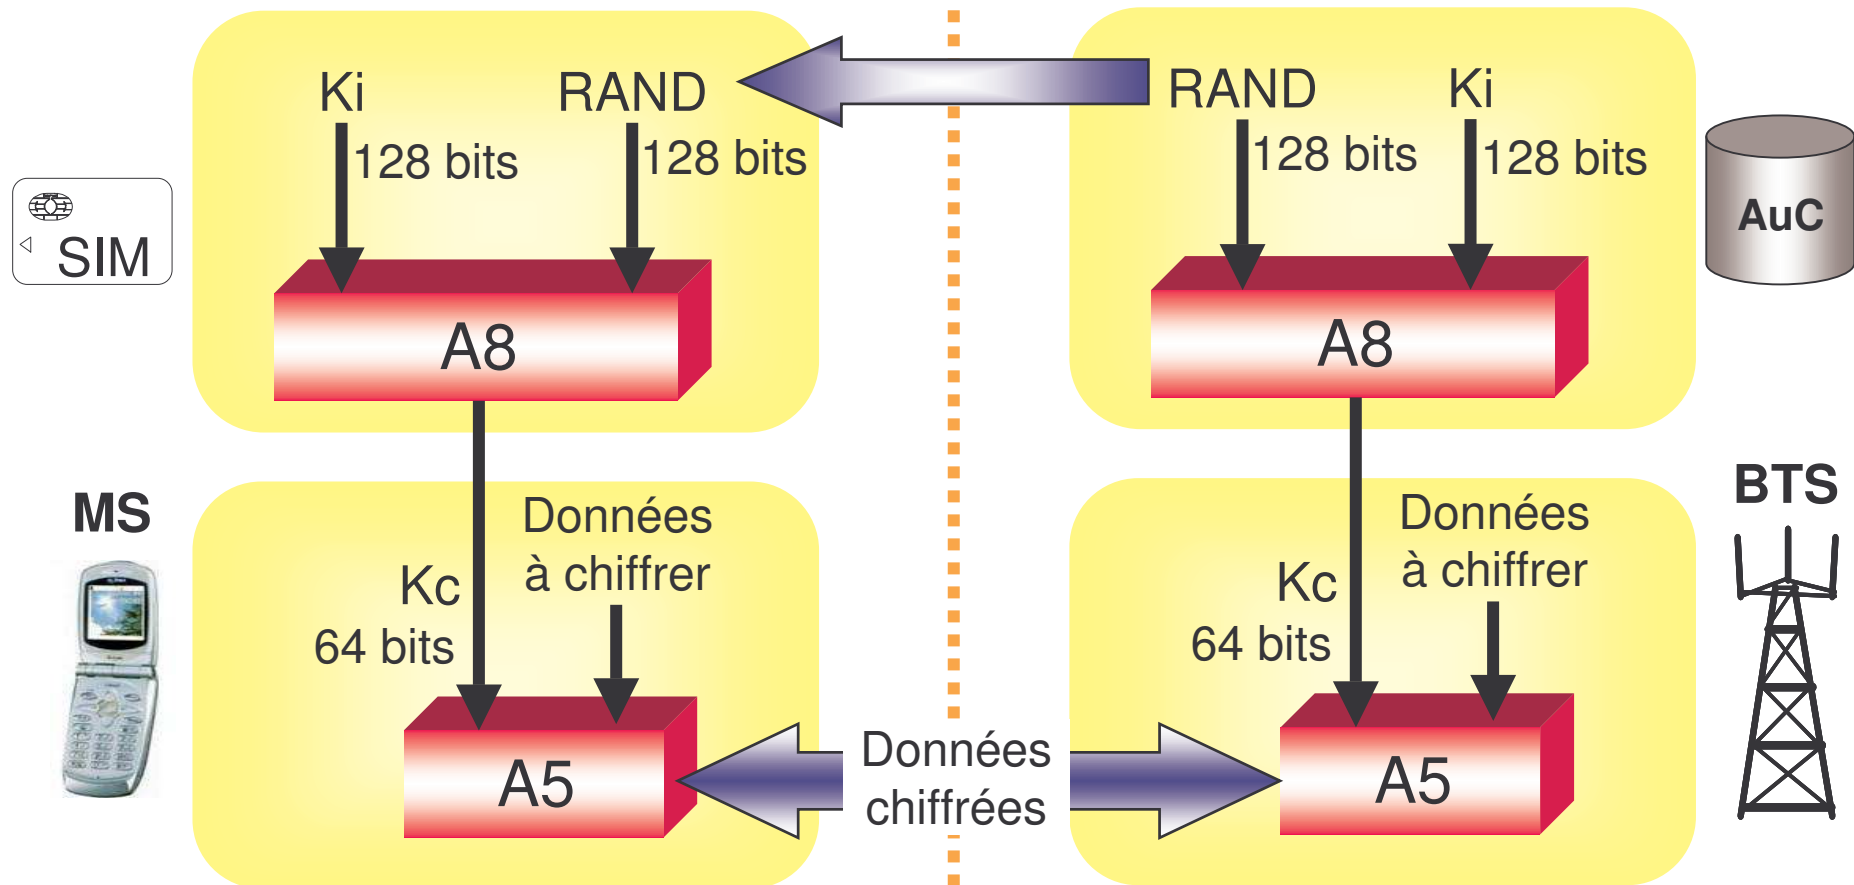 Ki
RAND
128 bits
128 bits
SIM
A8
RAND
Ki
128 bits
128 bits
AuC
A8
MS
Données
à chiffrer
Kc
64 bits
A5
Données
chiffrées
BTS
Données
à chiffrer
Kc
64 bits
A5